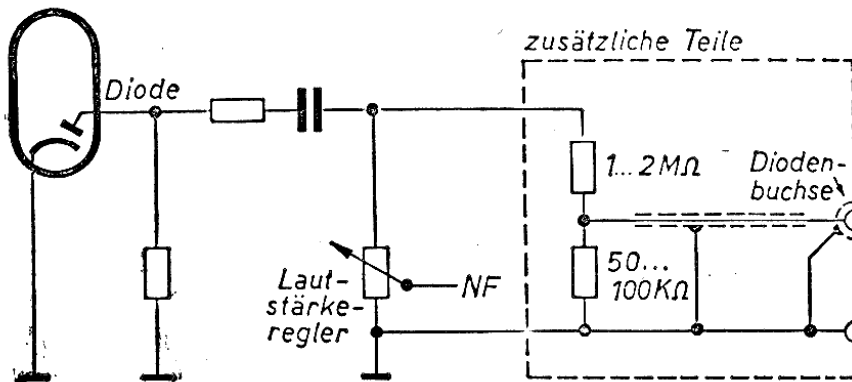 zusätzliche Teile
Diode
1...2MΩ
Dioden-
buchse
50...
100KΩ
Laut-
stärke-
regler
NF